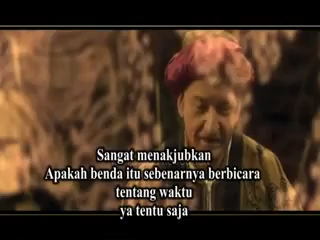 Sangat menakjubkan
Apakah benda itu sebenarnya berbicara
tentang waktu
ya tentu saja